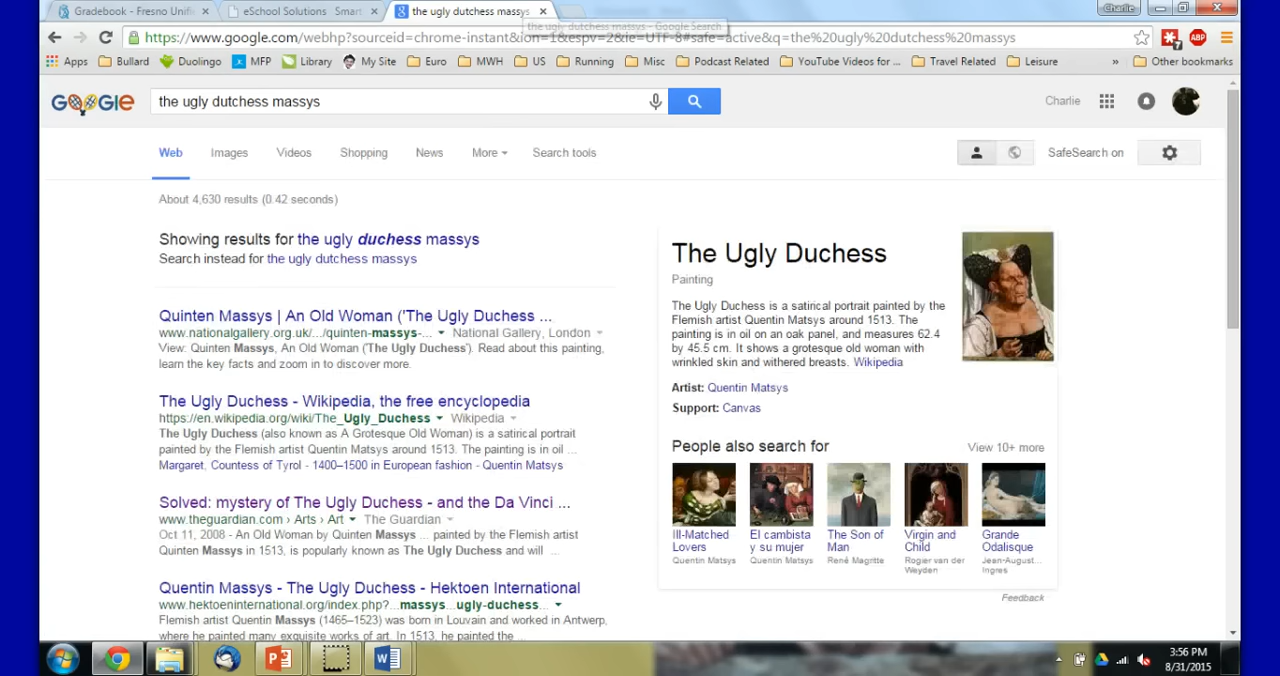 Gradebook - Fresno Unifi
eSchool Solutions Smart
the ugly dutchess massys
Charlie
the ugly dutchess massys - Google Search
https://www.google.com/webhp?sourceid=chrome-instant&ion=1&espv=2&ie=UTF-8#safe=active&q=the%20ugly%20dutchess%20massys
7
ABP
Apps
Bullard
Duolingo
MFP
Library
My Site
Euro
MWH
US
Running
Misc
Podcast Related
YouTube Videos for ...
Travel Related
Leisure
»
Other bookmarks
GOOGLE
the ugly dutchess massys
Charlie
Web
Images
Videos
Shopping
News
More
Search tools
SafeSearch on
About 4,630 results (0.42 seconds)
Showing results for the ugly duchess massys
Search instead for the ugly dutchess massys
Quinten Massys | An Old Woman ('The Ugly Duchess ...
www.nationalgallery.org.uk/.../quinten-massys-... National Gallery, London
View: Quinten Massys, An Old Woman ('The Ugly Duchess'). Read about this painting,
learn the key facts and zoom in to discover more.
The Ugly Duchess - Wikipedia, the free encyclopedia
https://en.wikipedia.org/wiki/The_Ugly_Duchess Wikipedia
The Ugly Duchess (also known as A Grotesque Old Woman) is a satirical portrait
painted by the Flemish artist Quentin Matsys around 1513. The painting is in oil ...
Margaret, Countess of Tyrol - 1400–1500 in European fashion - Quentin Matsys
Solved: mystery of The Ugly Duchess - and the Da Vinci ...
www.theguardian.com › Arts › Art The Guardian
Oct 11, 2008 - An Old Woman by Quinten Massys ... painted by the Flemish artist
Quinten Massys in 1513, is popularly known as The Ugly Duchess and will ...
Quinten Massys - The Ugly Duchess - Hektoen International
www.hektoeninternational.org/index.php?...massys...ugly-duchess...
Flemish artist Quinten Massys (1465–1523) was born in Louvain and worked in Antwerp,
where he painted many exquisite works of art. In 1513, he painted the ...
The Ugly Duchess
Painting
The Ugly Duchess is a satirical portrait painted by the
Flemish artist Quentin Matsys around 1513. The
painting is in oil on an oak panel, and measures 62.4
by 45.5 cm. It shows a grotesque old woman with
wrinkled skin and withered breasts. Wikipedia
Artist: Quentin Matsys
Support: Canvas
People also search for
View 10+ more
Ill-Matched
Lovers
Quentin Matsys
El cambista
y su mujer
Quentin Matsys
The Son of
Man
René Magritte
Virgin and
Child
Rogier van der
Weyden
Grande
Odalisque
Jean-August...
Ingres
Feedback
3:56 PM
8/31/2015